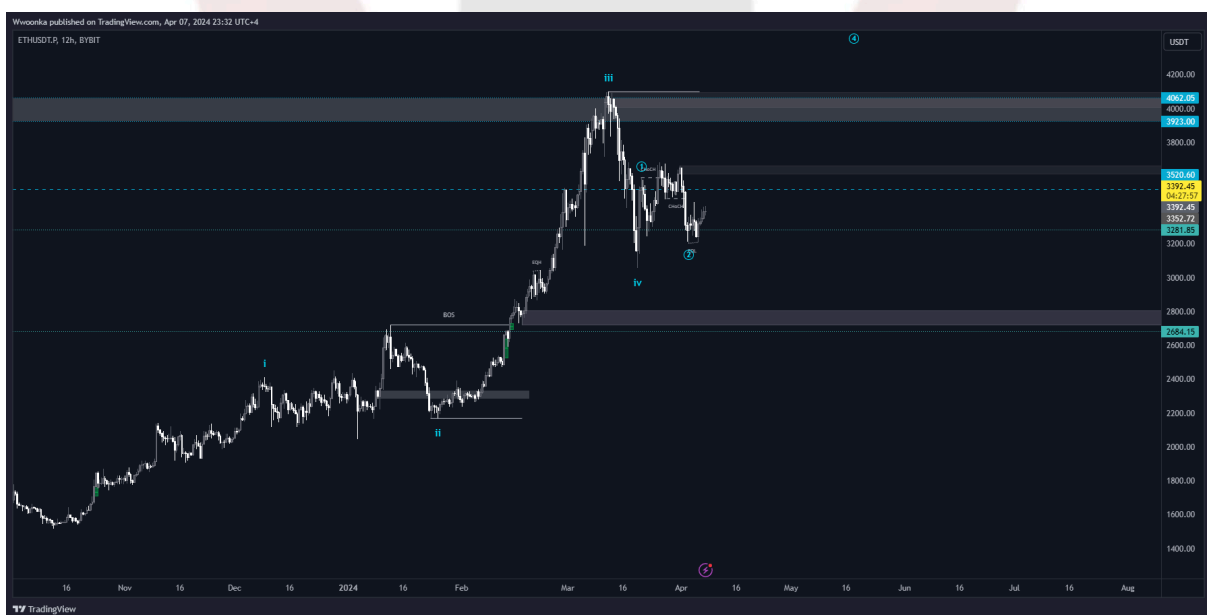 Wwoonka published on TradingView.com, Apr 07, 2024 23:32 UTC+4
ETHUSDT.P, 12h, BYBIT
④
USDT
iii
4200.00
4062.05
4000.00
3923.00
3800.00
①
3520.60
3392.45
04:27:57
CHoCH
3392.45
3352.72
3281.85
3200.00
②
EQH
iv
3000.00
BOS
2800.00
2684.15
2600.00
i
2400.00
2200.00
ii
2000.00
1800.00
1600.00
1400.00
16
Nov
16
Dec
16
2024
16
Feb
Mar
16
Apr
16
May
16
Jun
16
Jul
16
Aug
TradingView